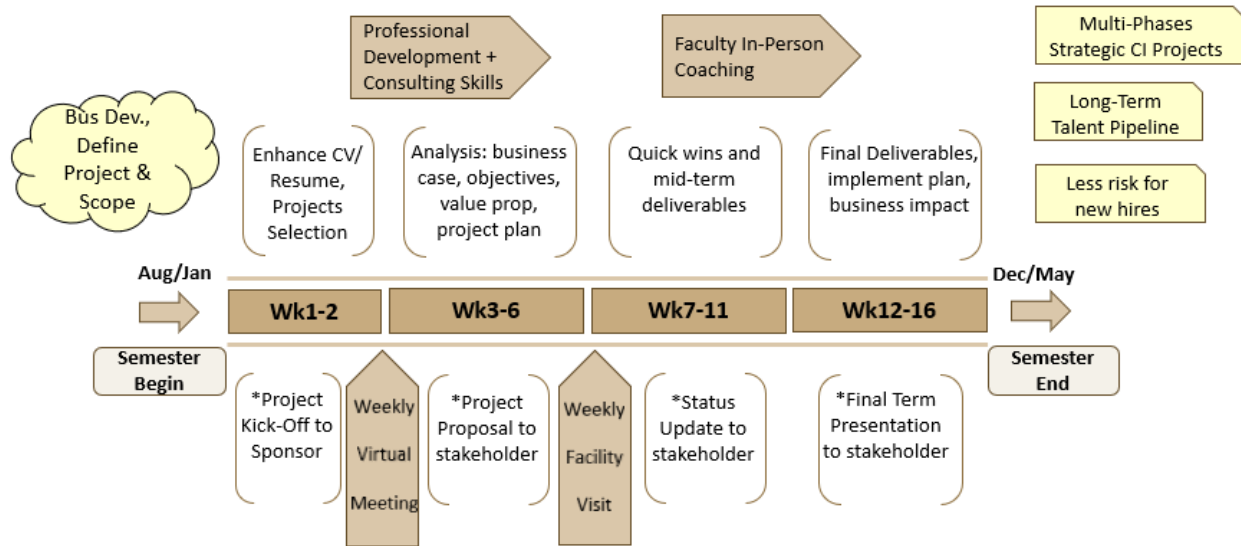 Professional
Development +
Consulting Skills
Faculty In-Person
Coaching
Multi-Phases
Strategic CI Projects
Long-Term
Talent Pipeline
Less risk for
new hires
Bus Dev.,
Define
Project &
Scope
Enhance CV/
Resume,
Projects
Selection
Analysis: business
case, objectives,
value prop,
project plan
Quick wins and
mid-term
deliverables
Final Deliverables,
implement plan,
business impact
Aug/Jan
Dec/May
Wk1-2
Wk3-6
Wk7-11
Wk12-16
Semester
Begin
Semester
End
*Project
Kick-Off to
Sponsor
Weekly
Virtual
Meeting
*Project
Proposal to
stakeholder
Weekly
Facility
Visit
*Status
Update to
stakeholder
*Final Term
Presentation
to stakeholder